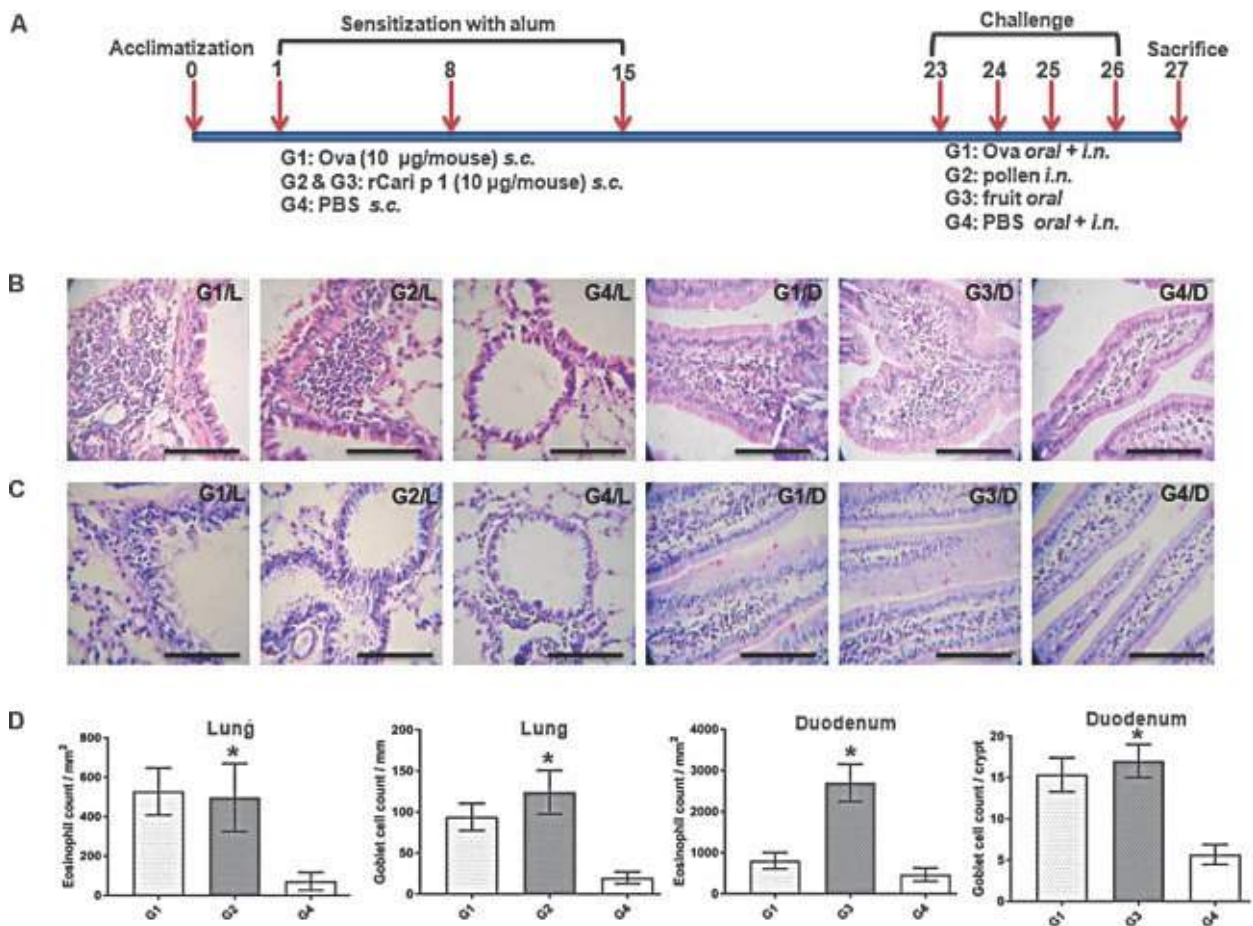 A
Sensitization with alum
Challenge
Acclimatization
Sacrifice
0 1 8 15 23 24 25 26 27
G1: Ova (10 µg/mouse) s.c.
G2 & G3: rCari p 1 (10 µg/mouse) s.c.
G4: PBS s.c.
G1: Ova oral + i.n.
G2: pollen i.n.
G3: fruit oral
G4: PBS oral + i.n.
B
G1/L G2/L G4/L G1/D G3/D G4/D
C
G1/L G2/L G4/L G1/D G3/D G4/D
D
Lung
Eosinophil count / mm²
800
600
400
200
0
*
G1 G2 G4
Lung
Goblet cell count / mm
200
150
100
50
0
*
G1 G2 G4
Duodenum
Eosinophil count / mm²
4000
3000
2000
1000
0
*
G1 G3 G4
Duodenum
Goblet cell count / crypt
20
15
10
5
0
*
G1 G3 G4